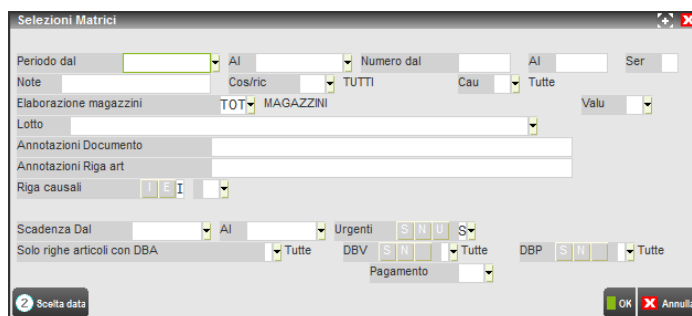 Selezioni Matrici
Periodo dal Al Numero dal Al Ser
Note Cos/ric TUTTI Cau Tutte
Elaborazione magazzini TOT MAGAZZINI Valu
Lotto
Annotazioni Documento
Annotazioni Riga art
Riga causali I E I
Scadenza Dal Al Urgenti S N U S
Solo righe articoli con DBA Tutte DBV S N Tutte DBP S N Tutte
Pagamento
2 Scelta data OK X Annulla